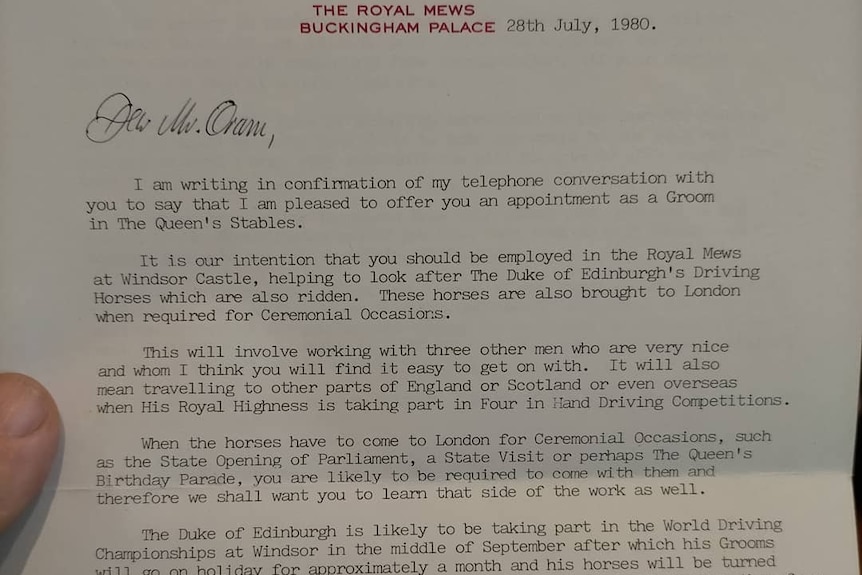 THE ROYAL MEWS
BUCKINGHAM PALACE 28th July, 1980.
Dear Mr. Oram,
I am writing in confirmation of my telephone conversation with
you to say that I am pleased to offer you an appointment as a Groom
in The Queen's Stables.
It is our intention that you should be employed in the Royal Mews
at Windsor Castle, helping to look after The Duke of Edinburgh's Driving
Horses which are also ridden. These horses are also brought to London
when required for Ceremonial Occasions.
This will involve working with three other men who are very nice
and whom I think you will find it easy to get on with. It will also
mean travelling to other parts of England or Scotland or even overseas
when His Royal Highness is taking part in Four in Hand Driving Competitions.
When the horses have to come to London for Ceremonial Occasions, such
as the State Opening of Parliament, a State Visit or perhaps The Queen's
Birthday Parade, you are likely to be required to come with them and
therefore we shall want you to learn that side of the work as well.
The Duke of Edinburgh is likely to be taking part in the World Driving
Championships at Windsor in the middle of September after which his Grooms
will go on holiday for approximately a month and his horses will be turned